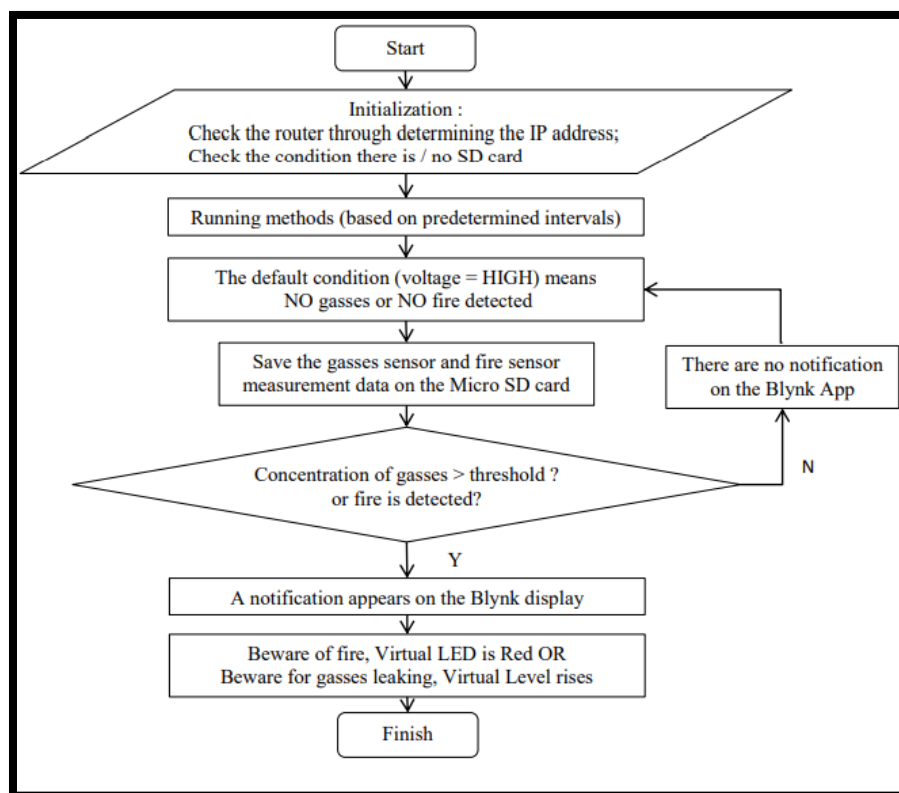 Start
Initialization :
Check the router through determining the IP address;
Check the condition there is / no SD card
Running methods (based on predetermined intervals)
The default condition (voltage = HIGH) means
NO gasses or NO fire detected
Save the gasses sensor and fire sensor
measurement data on the Micro SD card
There are no notification
on the Blynk App
Concentration of gasses > threshold ?
or fire is detected?
N
Y
A notification appears on the Blynk display
Beware of fire, Virtual LED is Red OR
Beware for gasses leaking, Virtual Level rises
Finish